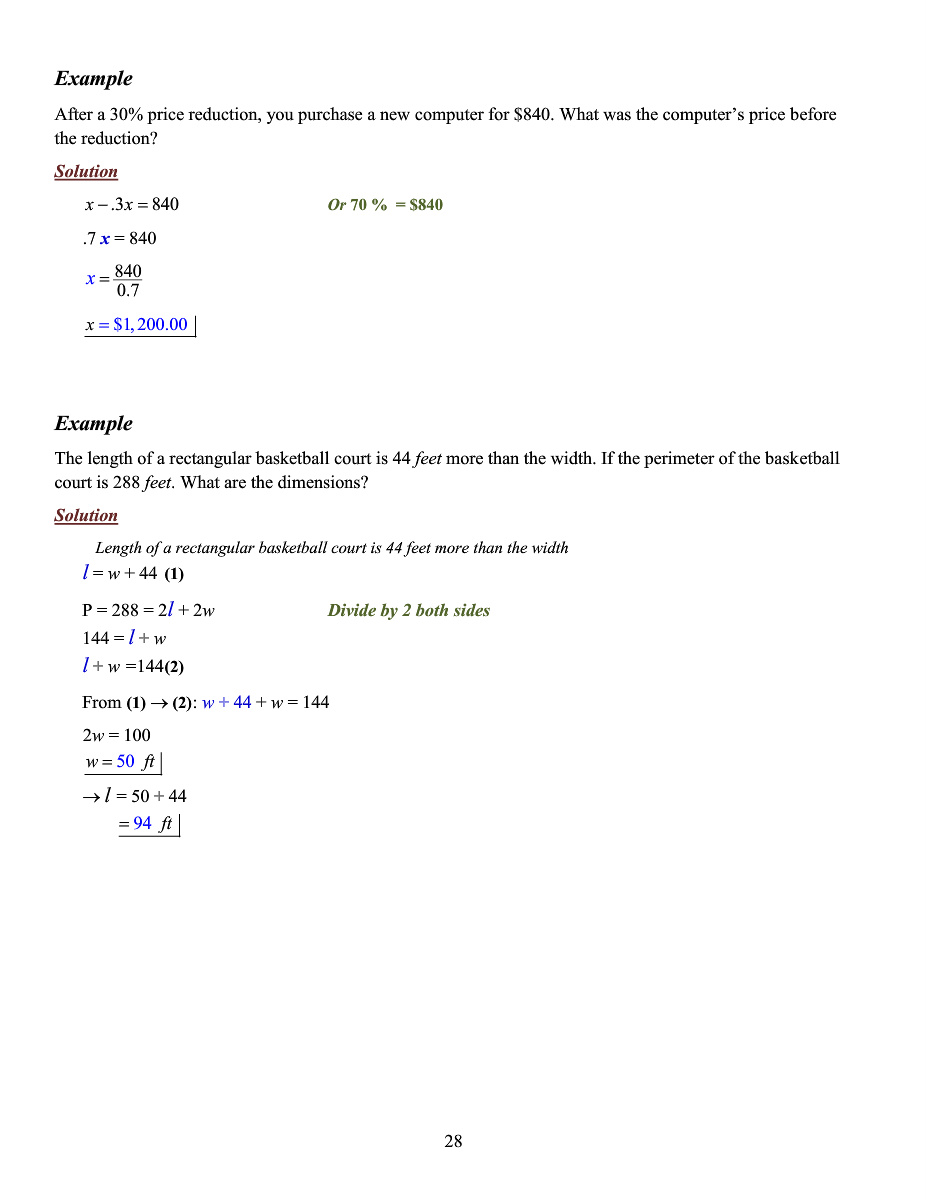 Example
After a 30% price reduction, you purchase a new computer for $840. What was the computer’s price before
the reduction?
Solution
x − .3x = 840 Or 70 % = $840
.7 x = 840
x = 840/0.7
x = $1,200.00
Example
The length of a rectangular basketball court is 44 feet more than the width. If the perimeter of the basketball
court is 288 feet. What are the dimensions?
Solution
Length of a rectangular basketball court is 44 feet more than the width
l = w + 44 (1)
P = 288 = 2l + 2w Divide by 2 both sides
144 = l + w
l + w =144(2)
From (1) → (2): w + 44 + w = 144
2w = 100
w = 50 ft
→ l = 50 + 44
= 94 ft
28